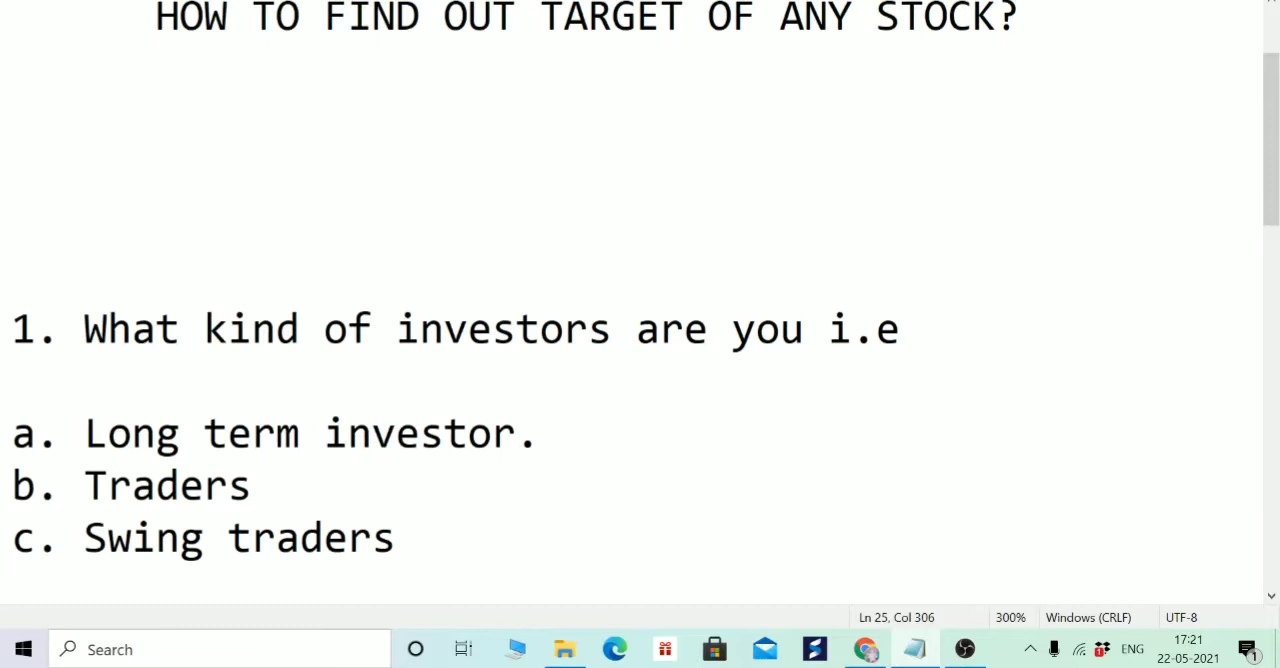 HOW TO FIND OUT TARGET OF ANY STOCK?
1. What kind of investors are you i.e
a. Long term investor.
b. Traders
c. Swing traders
Ln 25, Col 306 300% Windows (CRLF) UTF-8
Search ENG 17:21
22-05-2021 1